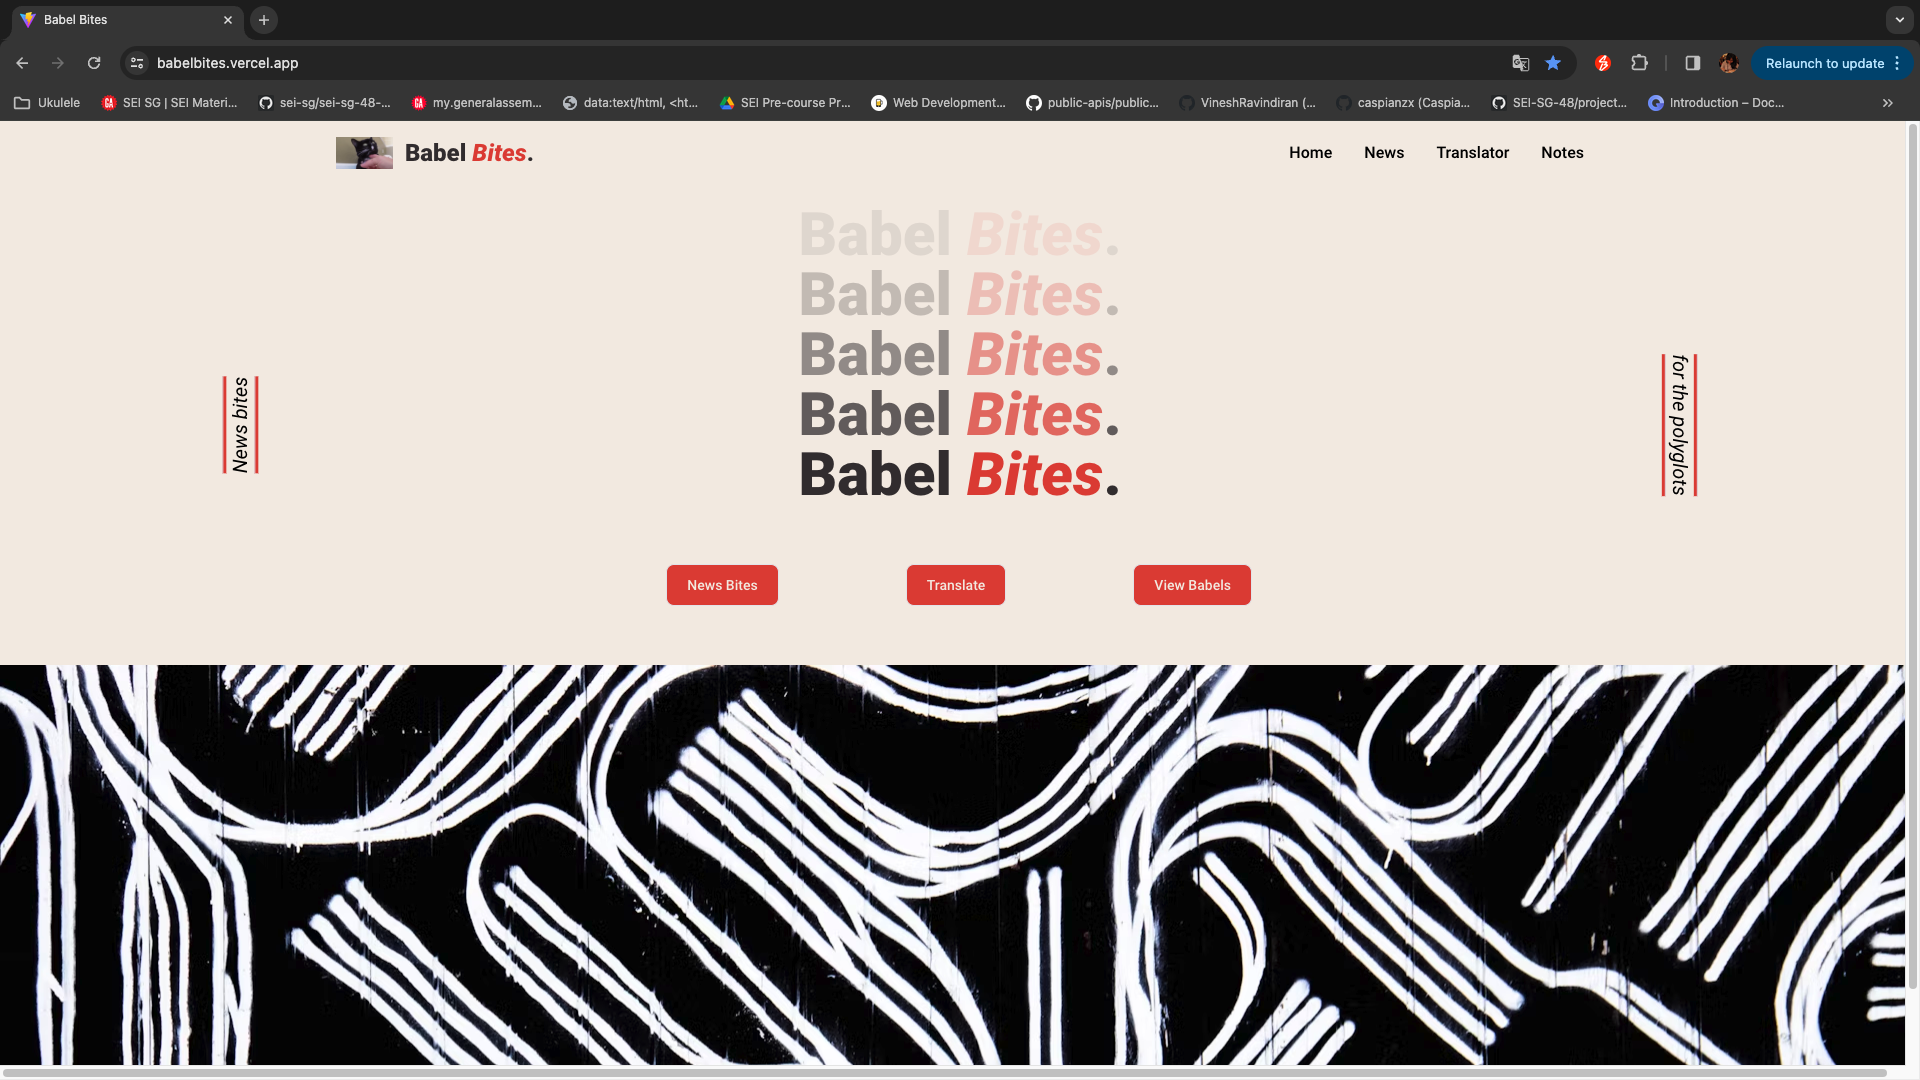 Babel Bites
babelbites.vercel.app
Relaunch to update
Ukulele
SEI SG | SEI Materi...
sei-sg/sei-sg-48-...
my.generalassem...
data:text/html, <ht...
SEI Pre-course Pr...
Web Development...
public-apis/public...
VineshRavindiran (...
caspianzx (Caspia...
SEI-SG-48/project...
Introduction – Doc...
Babel Bites.
Home
News
Translator
Notes
Babel Bites.
Babel Bites.
Babel Bites.
Babel Bites.
Babel Bites.
News bites
for the polyglots
News Bites
Translate
View Babels